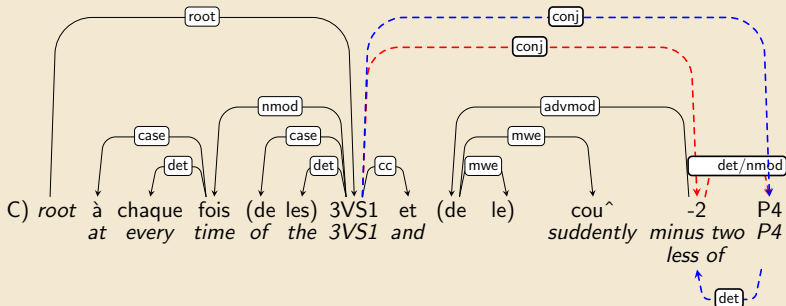 root
conj
conj
nmod
advmod
case
case
mwe
det
det
cc
mwe
det/nmod
C) root à chaque fois (de les) 3VS1 et (de le) cou^ -2 P4
at every time of the 3VS1 and suddenly minus two P4
less of
det